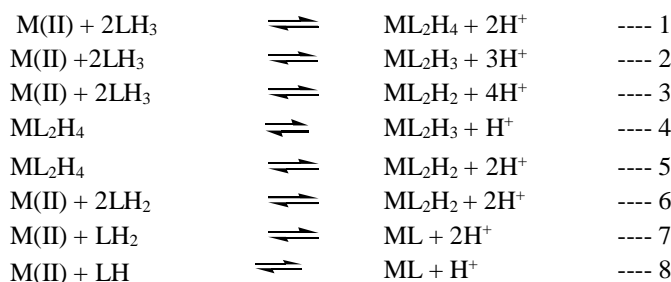 M(II) + 2LH₃ ⇌ ML₂H₄ + 2H⁺ ---- 1
M(II) +2LH₃ ⇌ ML₂H₃ + 3H⁺ ---- 2
M(II) + 2LH₃ ⇌ ML₂H₂ + 4H⁺ ---- 3
ML₂H₄ ⇌ ML₂H₃ + H⁺ ---- 4
ML₂H₄ ⇌ ML₂H₂ + 2H⁺ ---- 5
M(II) + 2LH₂ ⇌ ML₂H₂ + 2H⁺ ---- 6
M(II) + LH₂ ⇌ ML + 2H⁺ ---- 7
M(II) + LH ⇌ ML + H⁺ ---- 8